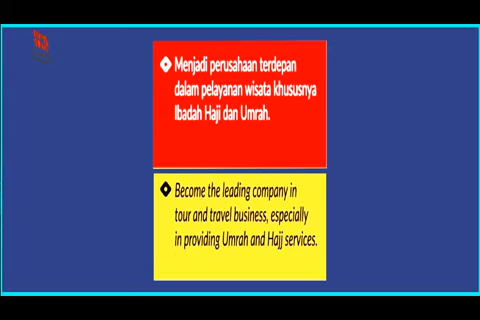 Menjadi perusahaan terdepan
dalam pelayanan wisata khususnya
Ibadah Haji dan Umrah.
Become the leading company in
tour and travel business, especially
in providing Umrah and Hajj services.